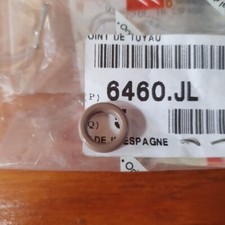 OINT DE TUYAU
P) 6460.JL
Q)
DE ESPAGNE